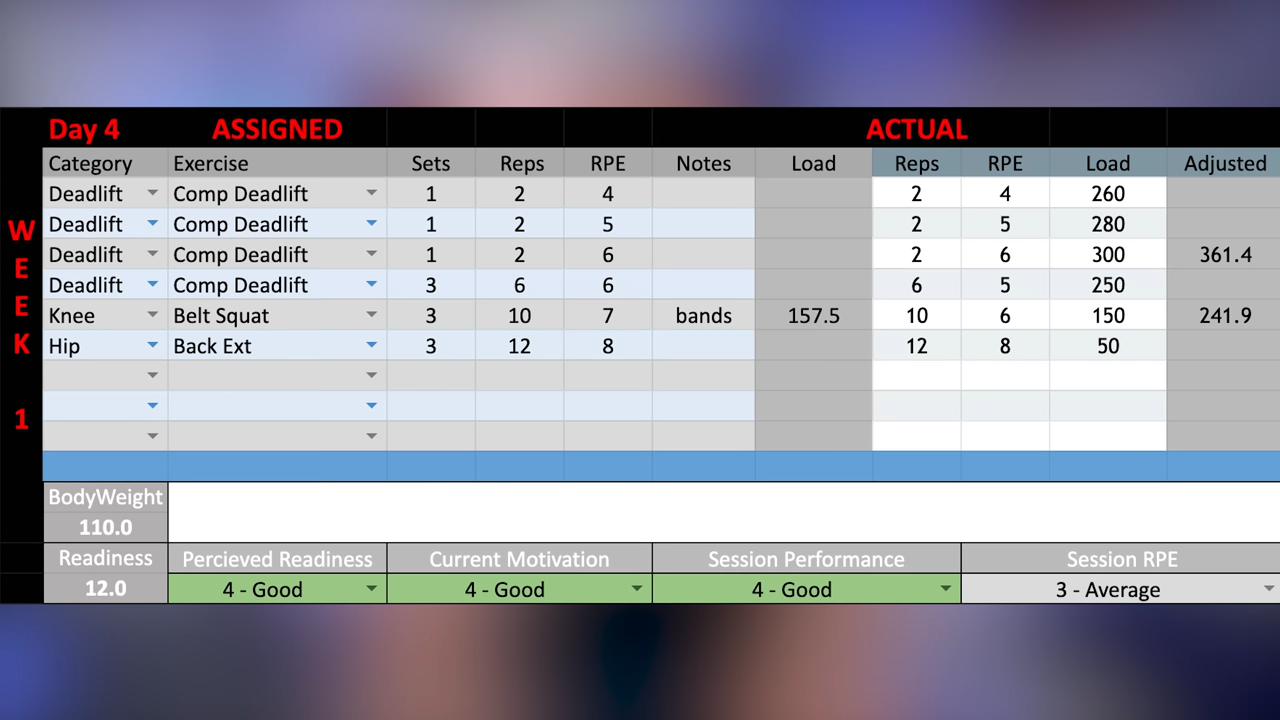 Day 4 ASSIGNED ACTUAL
Category Exercise Sets Reps RPE Notes Load Reps RPE Load Adjusted
Deadlift Comp Deadlift 1 2 4 2 4 260
Deadlift Comp Deadlift 1 2 5 2 5 280
Deadlift Comp Deadlift 1 2 6 2 6 300 361.4
Deadlift Comp Deadlift 3 6 6 6 5 250
Knee Belt Squat 3 10 7 bands 157.5 10 6 150 241.9
Hip Back Ext 3 12 8 12 8 50
WEEK 1
BodyWeight
110.0
Readiness Percieved Readiness Current Motivation Session Performance Session RPE
12.0 4 - Good 4 - Good 4 - Good 3 - Average